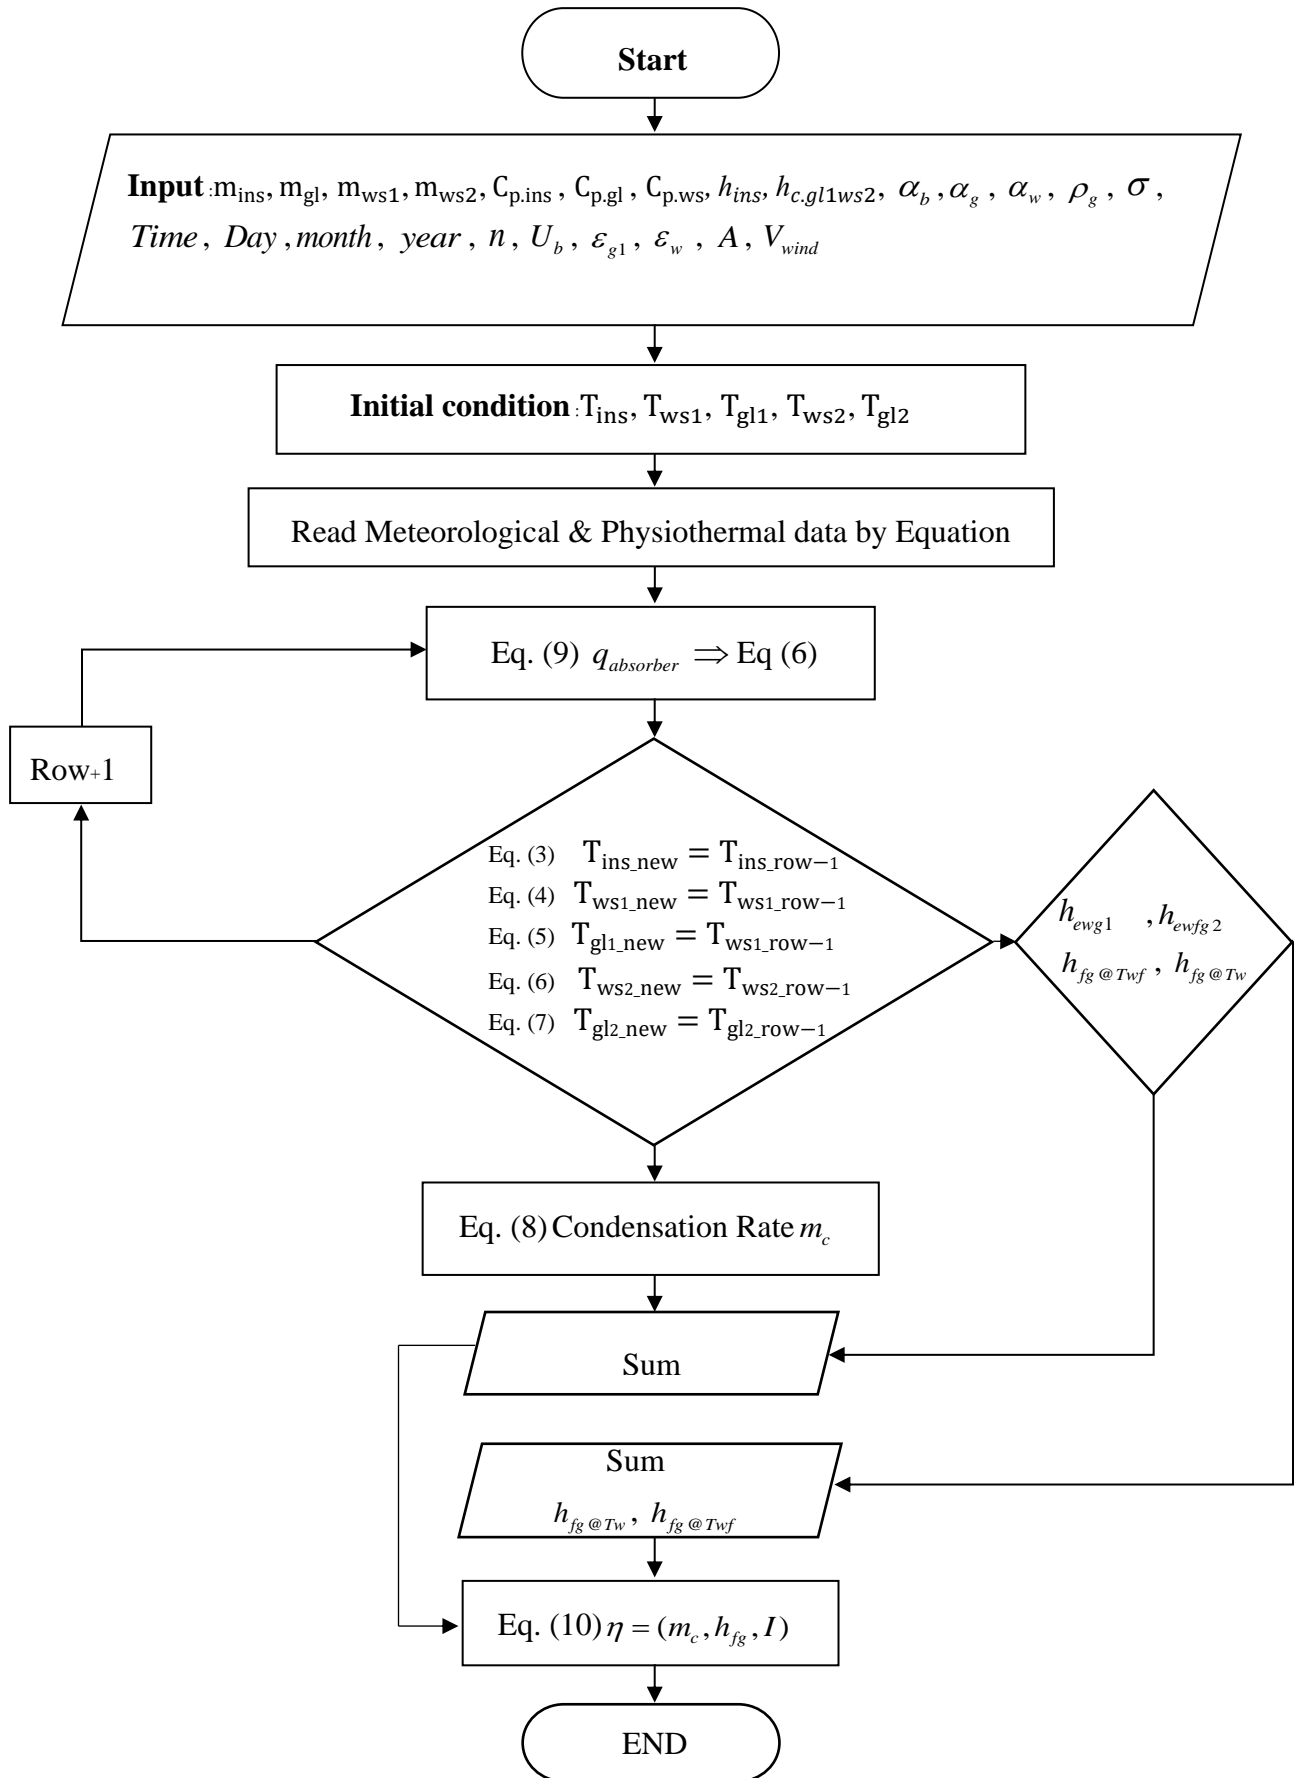 Start
Input :m_ins, m_gl, m_ws1, m_ws2, C_p.ins, C_p.gl, C_p.ws, h_ins, h_c.gl1ws2, α_b, α_g, α_w, ρ_g, σ,
Time, Day, month, year, n, U_b, ε_g1, ε_w, A, V_wind
Initial condition :T_ins, T_ws1, T_gl1, T_ws2, T_gl2
Read Meteorological & Physiothermal data by Equation
Eq. (9) q_absorber ⇒ Eq (6)
Row+1
Eq. (3) T_ins_new = T_ins_row−1
Eq. (4) T_ws1_new = T_ws1_row−1
Eq. (5) T_gl1_new = T_ws1_row−1
Eq. (6) T_ws2_new = T_ws2_row−1
Eq. (7) T_gl2_new = T_gl2_row−1
h_ewg1 , h_ewfg2
h_fg@Twf , h_fg@Tw
Eq. (8) Condensation Rate m_c
Sum
Sum
h_fg@Tw , h_fg@Twf
Eq. (10) η = (m_c, h_fg, I)
END